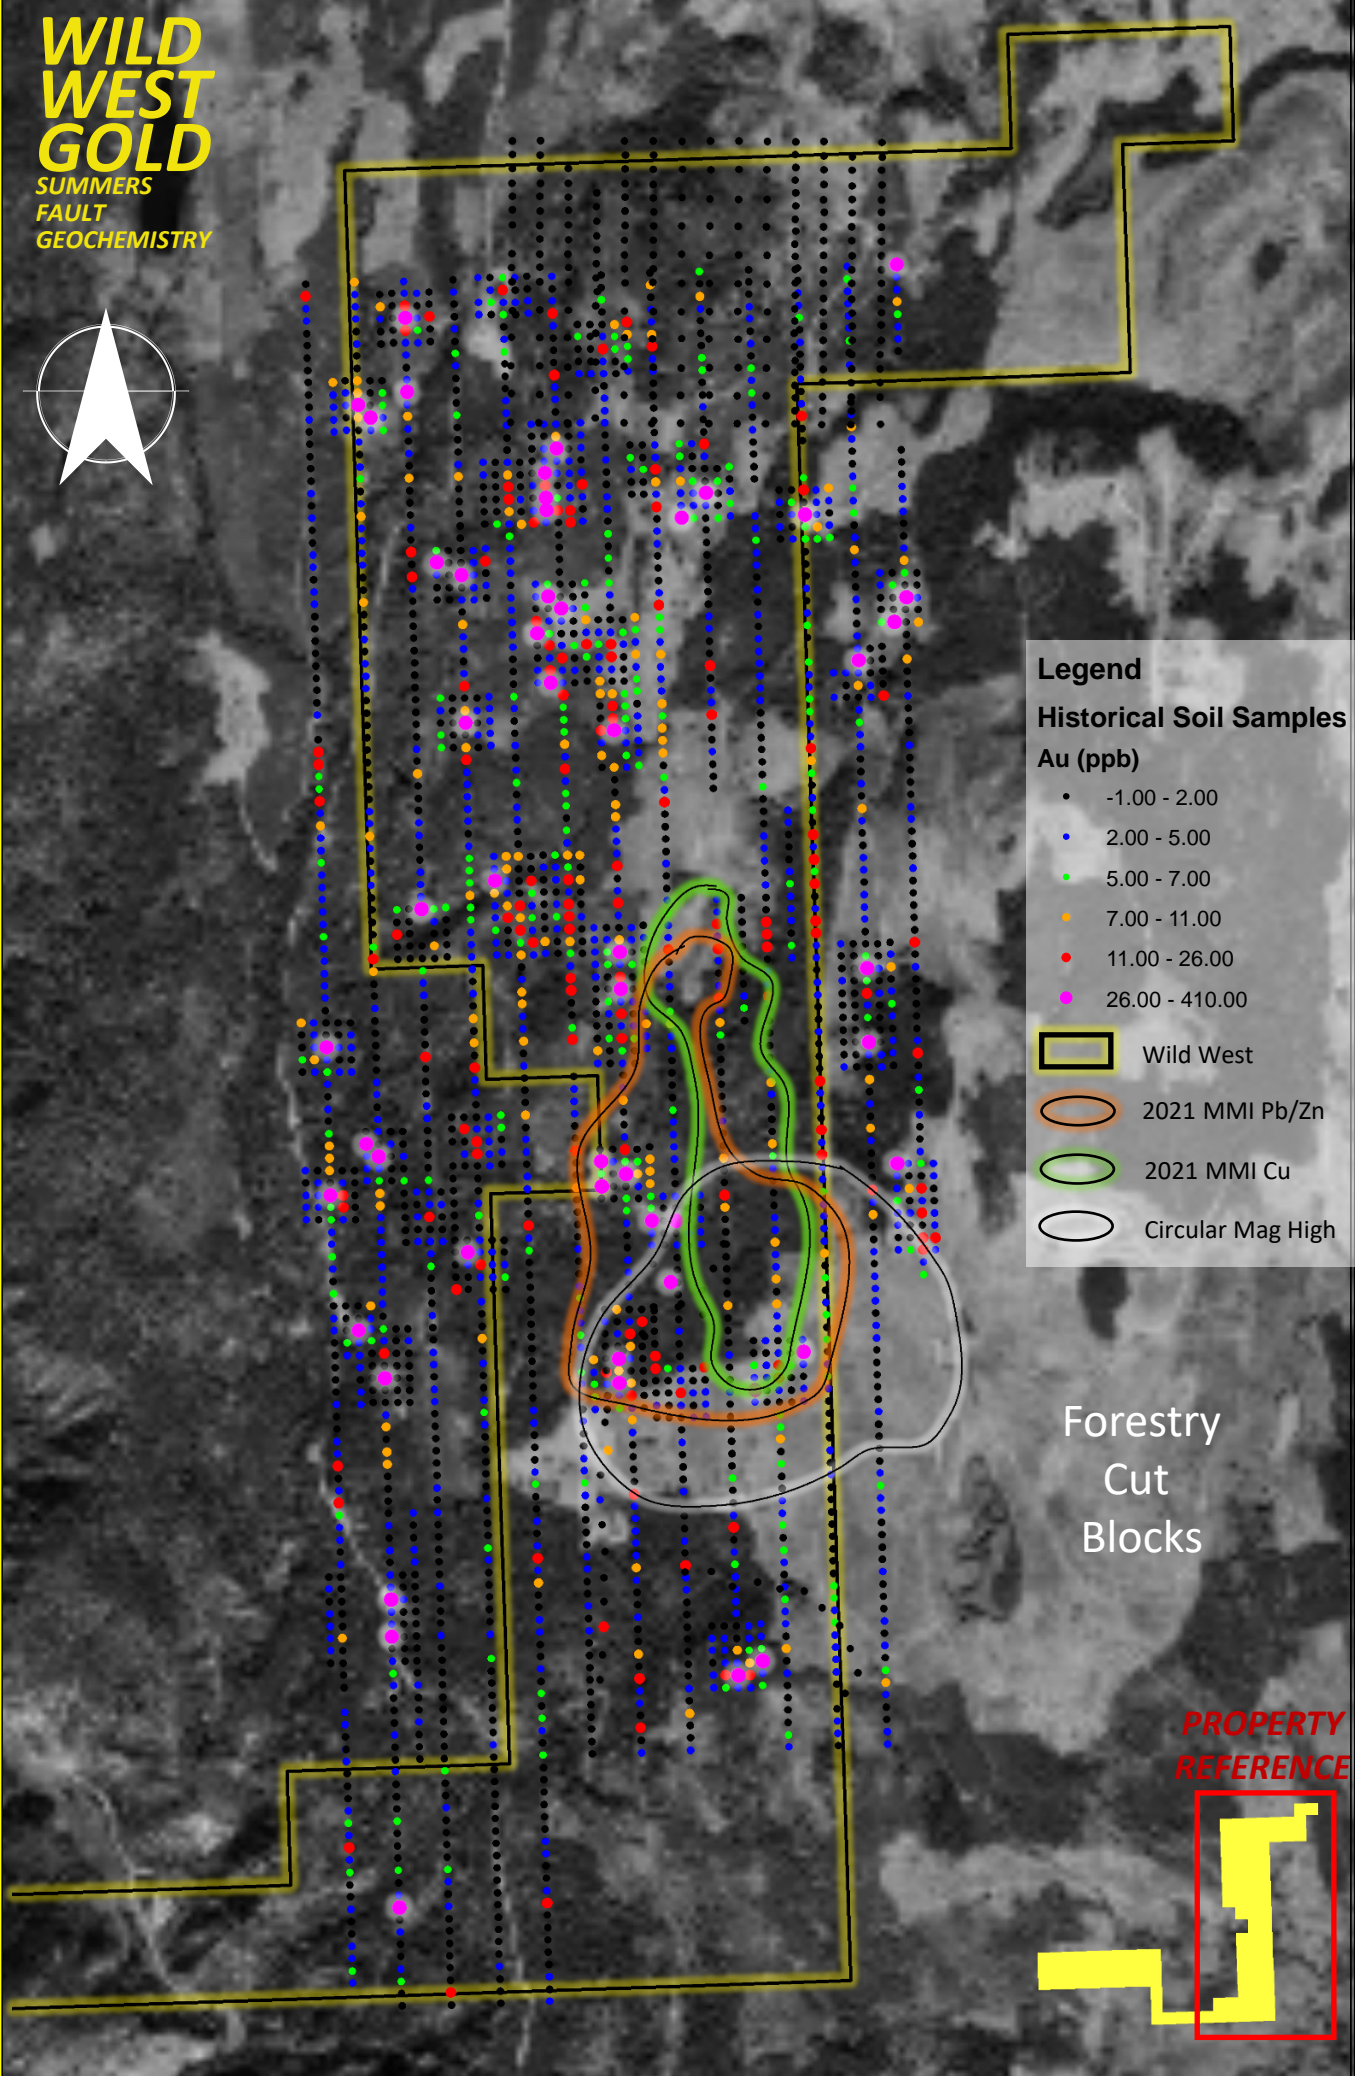 WILD
WEST
GOLD
SUMMERS
FAULT
GEOCHEMISTRY
Legend
Historical Soil Samples
Au (ppb)
-1.00 - 2.00
2.00 - 5.00
5.00 - 7.00
7.00 - 11.00
11.00 - 26.00
26.00 - 410.00
Wild West
2021 MMI Pb/Zn
2021 MMI Cu
Circular Mag High
Forestry
Cut
Blocks
PROPERTY
REFERENCE